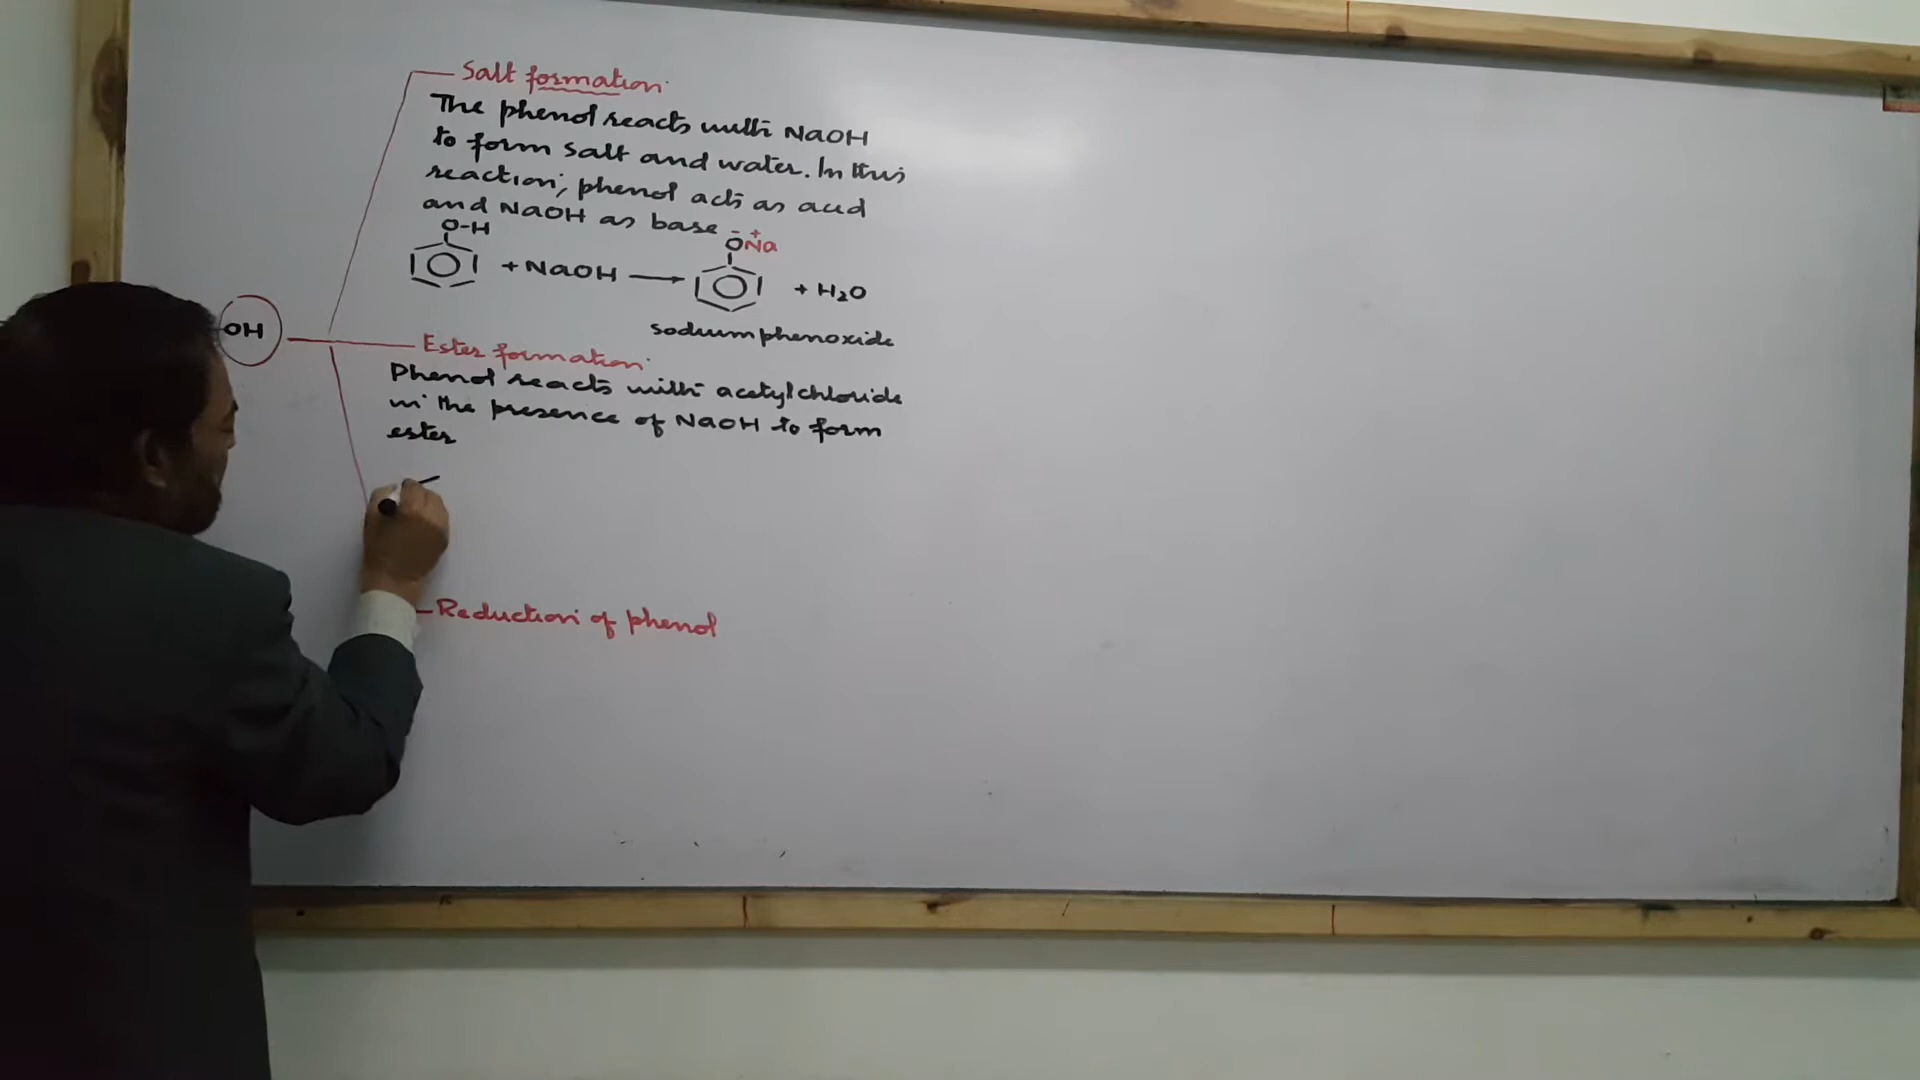 Salt formation
The phenol reacts with NaOH
to form salt and water. In this
reaction, phenol acts as acid
and NaOH as base
O-H
- +
ONa
+ NaOH → + H₂O
sodium phenoxide
OH
Ester formation
Phenol reacts with acetylchloride
in the presence of NaOH to form
ester
Reduction of phenol